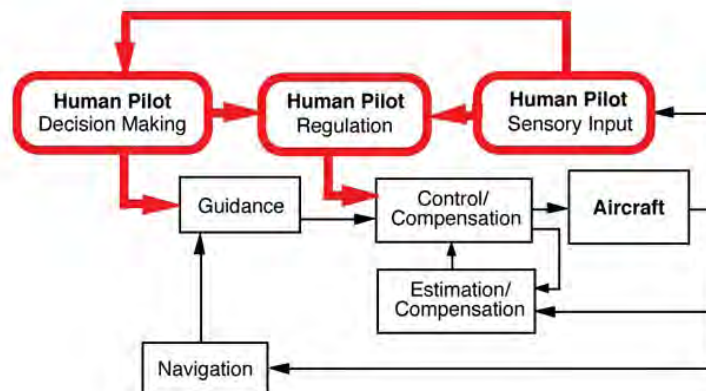 Human Pilot
Decision Making
Human Pilot
Regulation
Human Pilot
Sensory Input
Guidance
Control/
Compensation
Aircraft
Estimation/
Compensation
Navigation